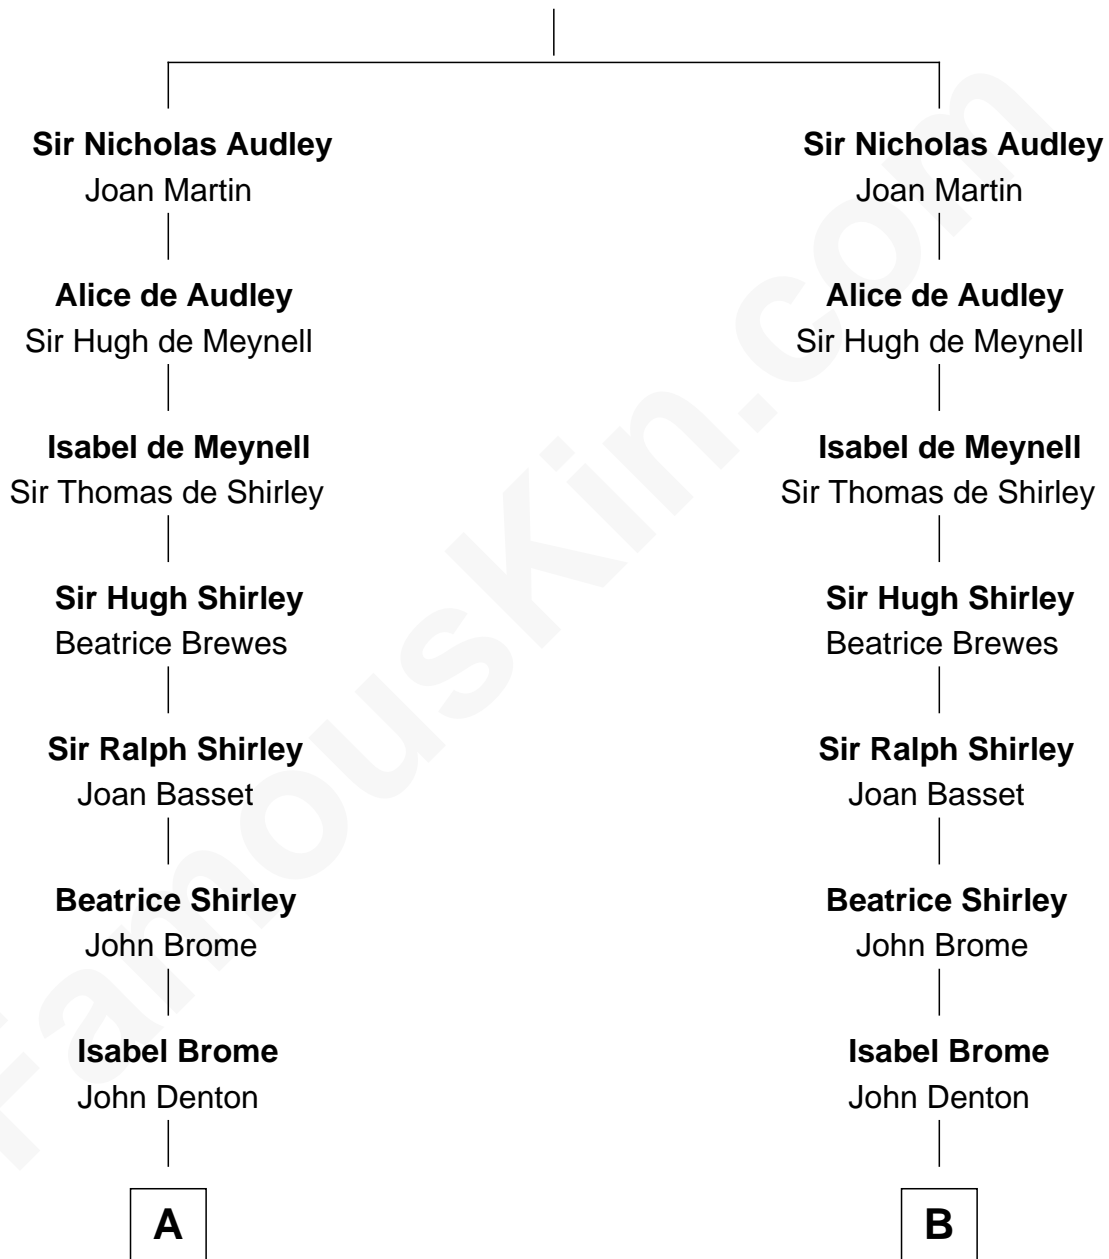 Sir Nicholas Audley Sir Nicholas Audley
Joan Martin Joan Martin
Alice de Audley Alice de Audley
Sir Hugh de Meynell Sir Hugh de Meynell
Isabel de Meynell Isabel de Meynell
Sir Thomas de Shirley Sir Thomas de Shirley
Sir Hugh Shirley Sir Hugh Shirley
Beatrice Brewes Beatrice Brewes
Sir Ralph Shirley Sir Ralph Shirley
Joan Basset Joan Basset
Beatrice Shirley Beatrice Shirley
John Brome John Brome
Isabel Brome Isabel Brome
John Denton John Denton
A B
FamousKin.com